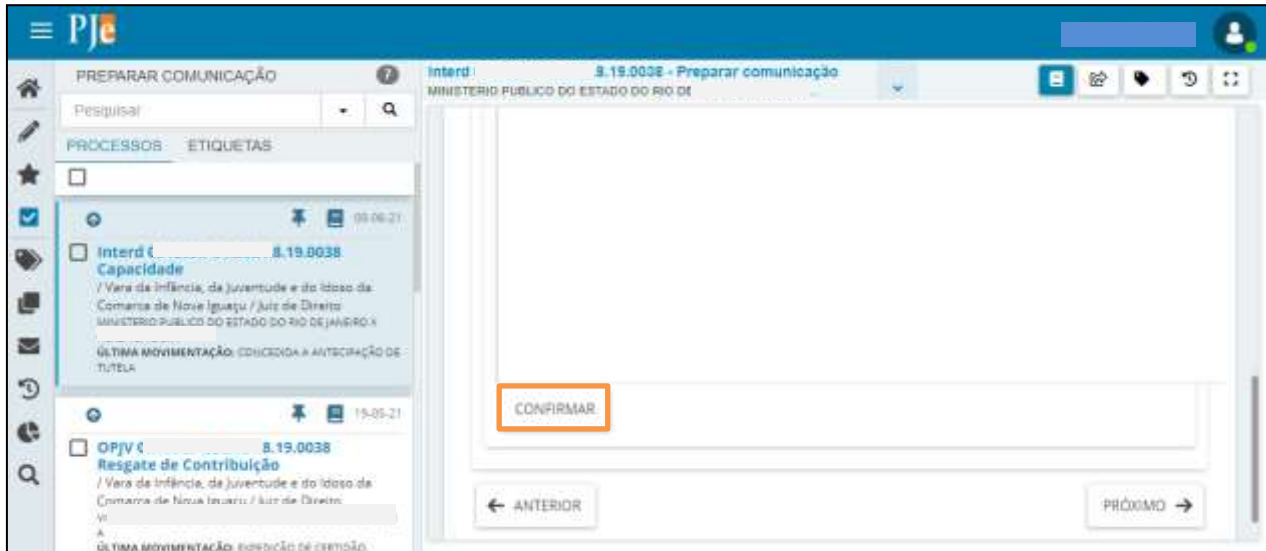 PJe
PREPARAR COMUNICAÇÃO
?
Interd 8.19.0038 - Preparar comunicação
MINISTERIO PUBLICO DO ESTADO DO RIO DE
Pesquisar
PROCESSOS ETIQUETAS
Interd 8.19.0038
Capacidade
/ Vara da Infância, da Juventude e do Idoso da
Comarca de Nova Iguaçu / Juiz de Direito
MINISTERIO PUBLICO DO ESTADO DO RIO DE JANEIRO X
ÚLTIMA MOVIMENTAÇÃO: CONCEDIDA A ANTECIPAÇÃO DE
TUTELA
19-05-21
OPJV 8.19.0038
Resgate de Contribuição
/ Vara da Infância, da Juventude e do Idoso da
Comarca de Nova Iguaçu / Juiz de Direito
A
ÚLTIMA MOVIMENTAÇÃO: EXPEDIÇÃO DE CERTIDÃO.
CONFIRMAR
ANTERIOR
PRÓXIMO